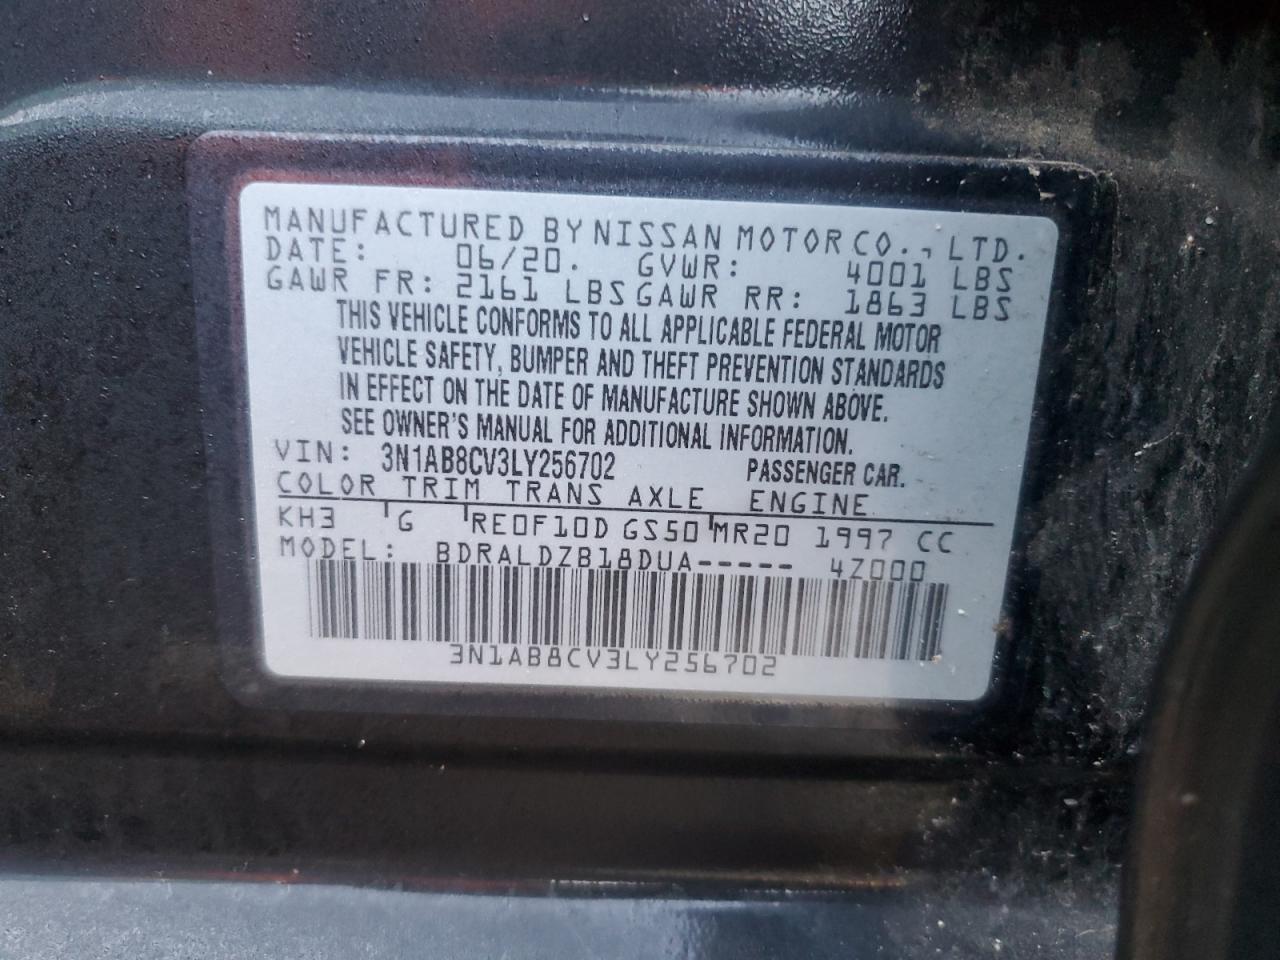 MANUFACTURED BY NISSAN MOTOR CO., LTD.
DATE: 06/20. GVWR: 4001 LBS
GAWR FR: 2161 LBS GAWR RR: 1863 LBS
THIS VEHICLE CONFORMS TO ALL APPLICABLE FEDERAL MOTOR
VEHICLE SAFETY, BUMPER AND THEFT PREVENTION STANDARDS
IN EFFECT ON THE DATE OF MANUFACTURE SHOWN ABOVE.
SEE OWNER'S MANUAL FOR ADDITIONAL INFORMATION.
VIN: 3N1AB8CV3LY256702 PASSENGER CAR.
COLOR TRIM TRANS AXLE ENGINE
KH3 G RE0F10D GS50 MR20 1997 CC
MODEL: BDRALDZB18DUA----- 4Z000
3N1AB8CV3LY256702